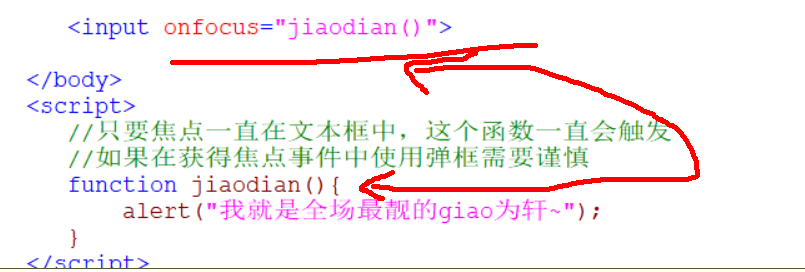 <input onfocus="jiaodian()">
</body>
<script>
//只要焦点一直在文本框中，这个函数一直会触发
//如果在获得焦点事件中使用弹框需要谨慎
function jiaodian(){
alert("我就是全场最靓的giao为轩~");
}
</script>